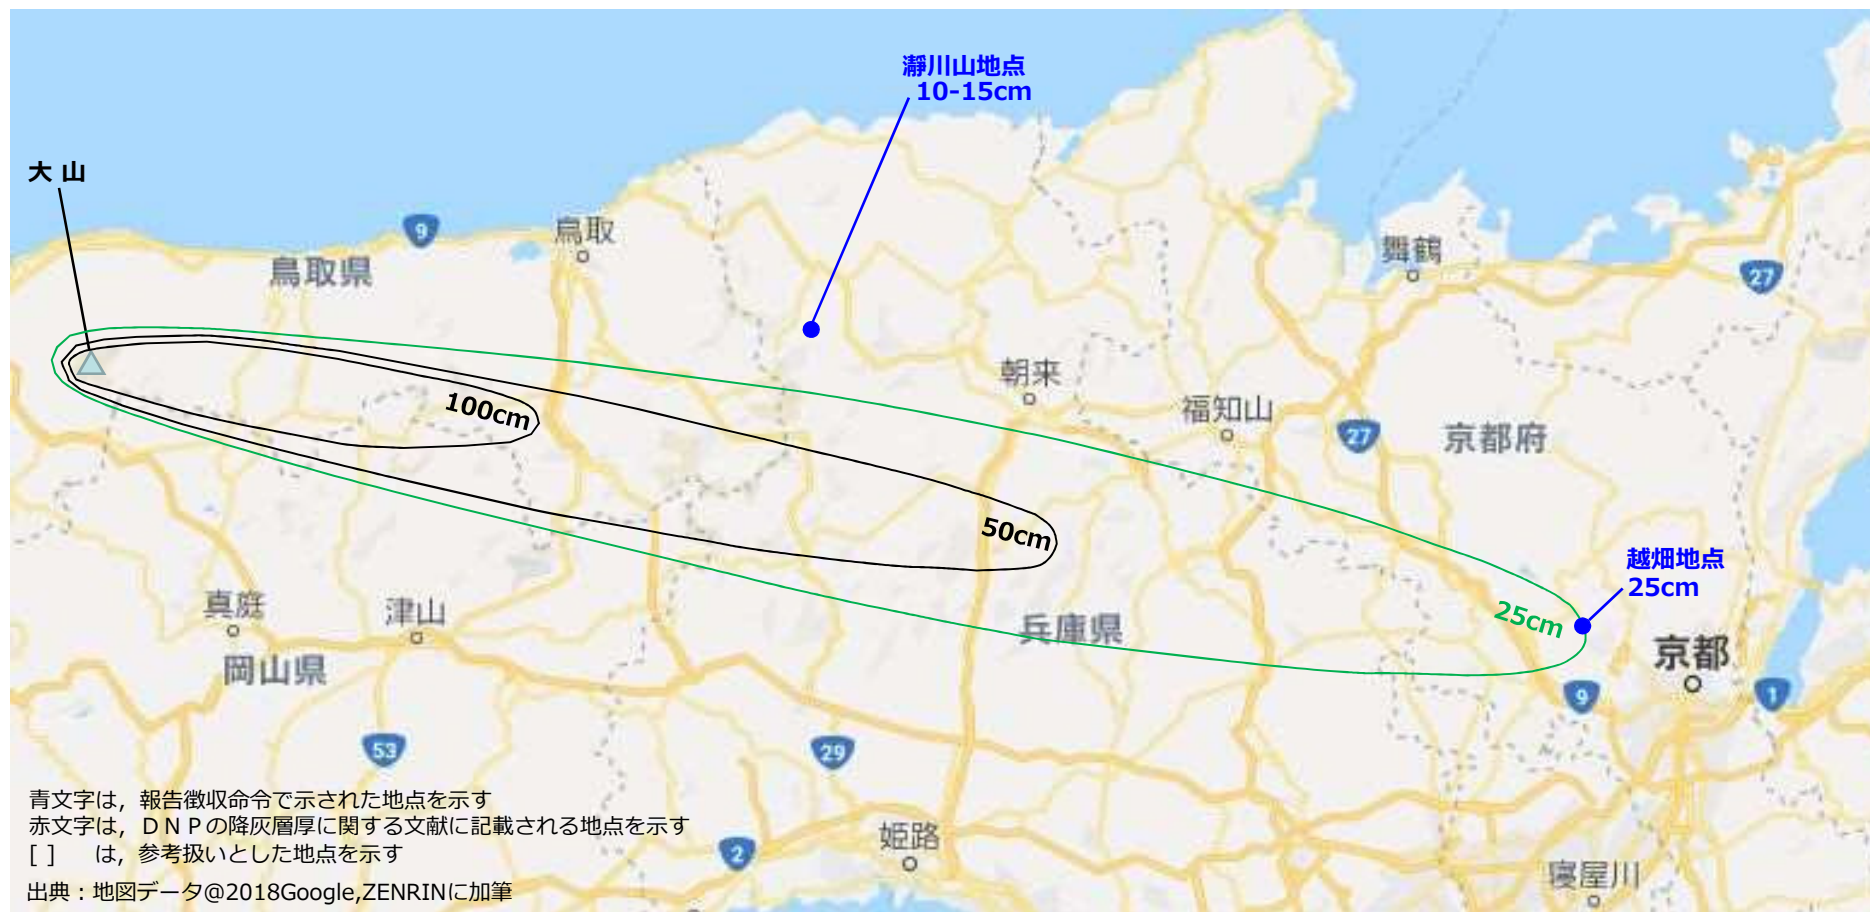 瀞川山地点
10-15cm
大 山
9
鳥取
鳥取県
舞鶴
27
朝来
100cm
福知山
27
京都府
50cm
越畑地点
25cm
25cm
真庭
津山
兵庫県
京都
岡山県
9
1
53
29
青文字は，報告徴収命令で示された地点を示す
赤文字は，ＤＮＰの降灰層厚に関する文献に記載される地点を示す
[ ]　は，参考扱いとした地点を示す
姫路
2
寝屋川
出典：地図データ@2018Google,ZENRINに加筆